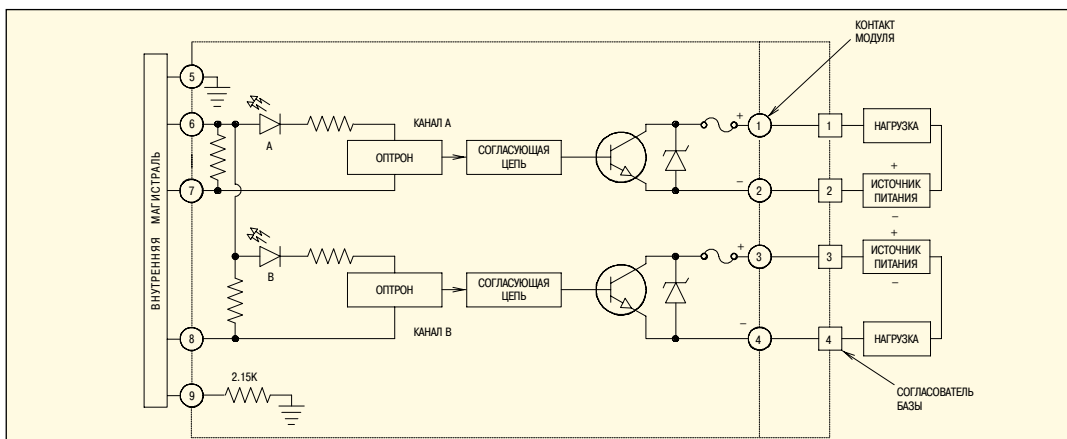 КОНТАКТ
МОДУЛЯ
5
6
A
КАНАЛ А
ОПТРОН
СОГЛАСУЮЩАЯ
ЦЕПЬ
+
1
1
НАГРУЗКА
7
–
2
2
+
ИСТОЧНИК
ПИТАНИЯ
–
ВНУТРЕННЯЯ МАГИСТРАЛЬ
B
ОПТРОН
СОГЛАСУЮЩАЯ
ЦЕПЬ
+
3
3
+
ИСТОЧНИК
ПИТАНИЯ
–
8
КАНАЛ В
–
4
4
НАГРУЗКА
9
2.15K
СОГЛАСОВАТЕЛЬ
БАЗЫ